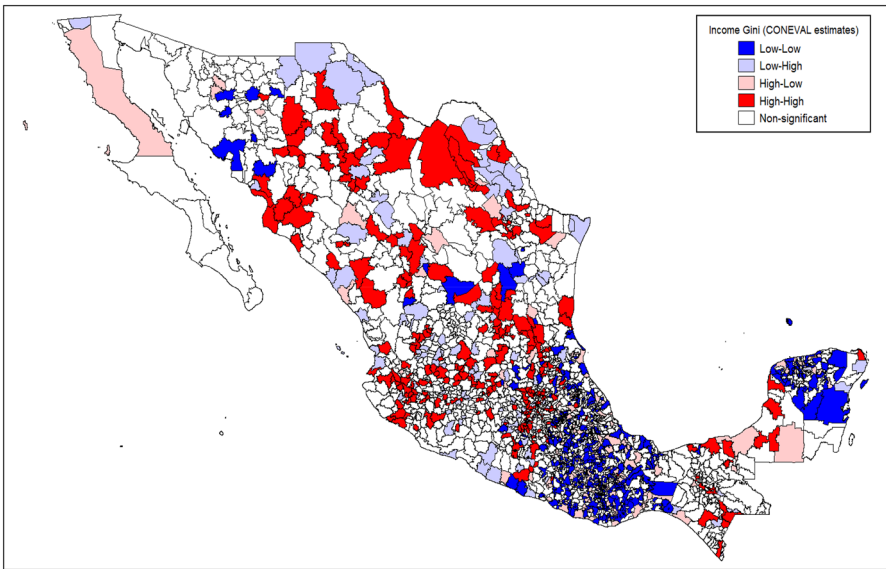 Income Gini (CONEVAL estimates)
Low-Low
Low-High
High-Low
High-High
Non-significant